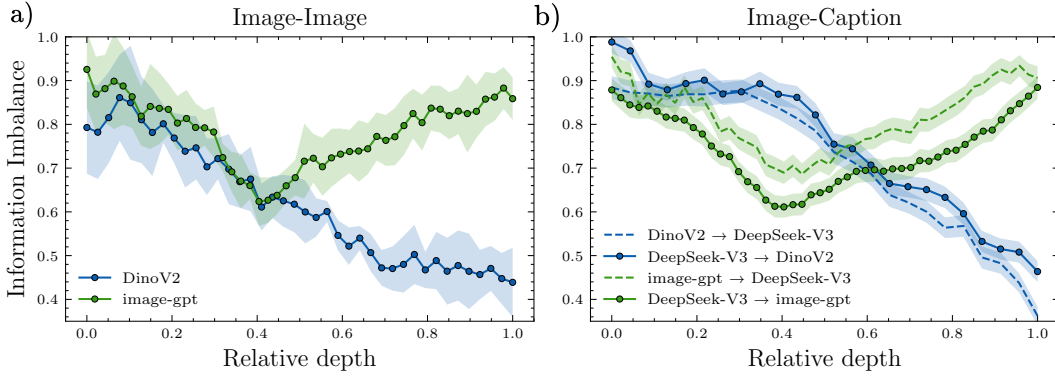 a)
Image-Image
Information Imbalance
1.0
0.9
0.8
0.7
0.6
0.5
0.4
DinoV2
image-gpt
0.0 0.2 0.4 0.6 0.8 1.0
Relative depth
b)
Image-Caption
1.0
0.9
0.8
0.7
0.6
0.5
0.4
DinoV2 → DeepSeek-V3
DeepSeek-V3 → DinoV2
image-gpt → DeepSeek-V3
DeepSeek-V3 → image-gpt
0.0 0.2 0.4 0.6 0.8 1.0
Relative depth